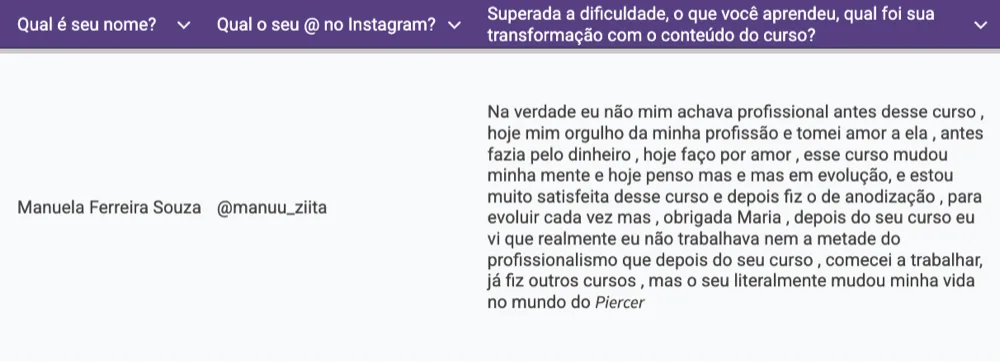 Qual é seu nome?
Qual o seu @ no Instagram?
Superada a dificuldade, o que você aprendeu, qual foi sua
transformação com o conteúdo do curso?
Manuela Ferreira Souza
@manuu_ziita
Na verdade eu não mim achava profissional antes desse curso ,
hoje mim orgulho da minha profissão e tomei amor a ela , antes
fazia pelo dinheiro , hoje faço por amor , esse curso mudou
minha mente e hoje penso mas e mas em evolução, e estou
muito satisfeita desse curso e depois fiz o de anodização , para
evoluir cada vez mas , obrigada Maria , depois do seu curso eu
vi que realmente eu não trabalhava nem a metade do
profissionalismo que depois do seu curso , comecei a trabalhar,
já fiz outros cursos , mas o seu literalmente mudou minha vida
no mundo do Piercer